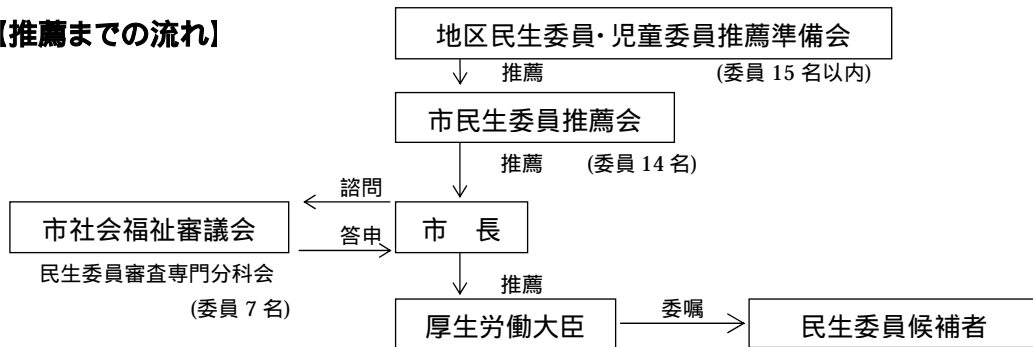 【推薦までの流れ】
地区民生委員・児童委員推薦準備会
推薦
(委員 15 名以内)
市民生委員推薦会
推薦
(委員 14 名)
諮問
市社会福祉審議会
答申
市 長
民生委員審査専門分科会
(委員 7 名)
推薦
厚生労働大臣
委嘱
民生委員候補者